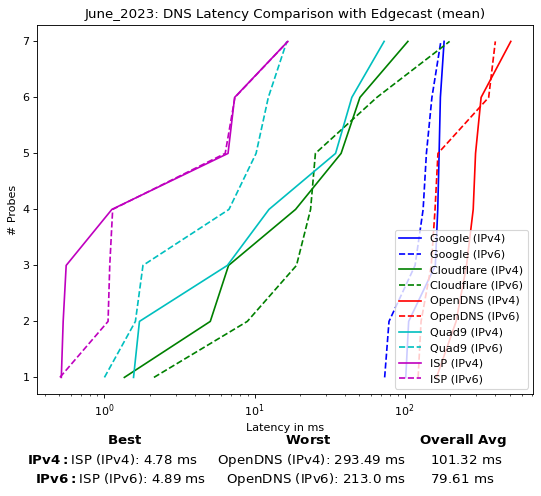 June_2023: DNS Latency Comparison with Edgecast (mean)
7
6
5
4
3
2
1
# Probes
Google (IPv4)
Google (IPv6)
Cloudflare (IPv4)
Cloudflare (IPv6)
OpenDNS (IPv4)
OpenDNS (IPv6)
Quad9 (IPv4)
Quad9 (IPv6)
ISP (IPv4)
ISP (IPv6)
10⁰ 10¹ 10²
Latency in ms
Best Worst Overall Avg
IPv4: ISP (IPv4): 4.78 ms OpenDNS (IPv4): 293.49 ms 101.32 ms
IPv6: ISP (IPv6): 4.89 ms OpenDNS (IPv6): 213.0 ms 79.61 ms